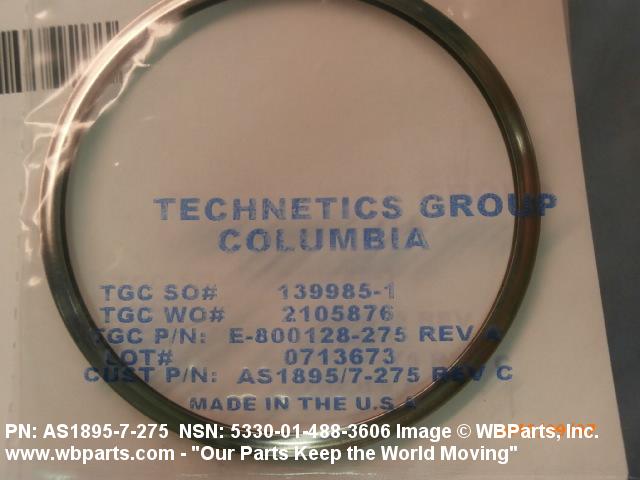 TECHNETICS GROUP
COLUMBIA
TGC SO# 139985-1
TGC WO# 2105876
TGC P/N: E-800128-275 REV A
LOT# 0713673
CUST P/N: AS1895/7-275 REV C
MADE IN THE U.S.A
PN: AS1895-7-275 NSN: 5330-01-488-3606 Image © WBParts, Inc.
www.wbparts.com - "Our Parts Keep the World Moving"